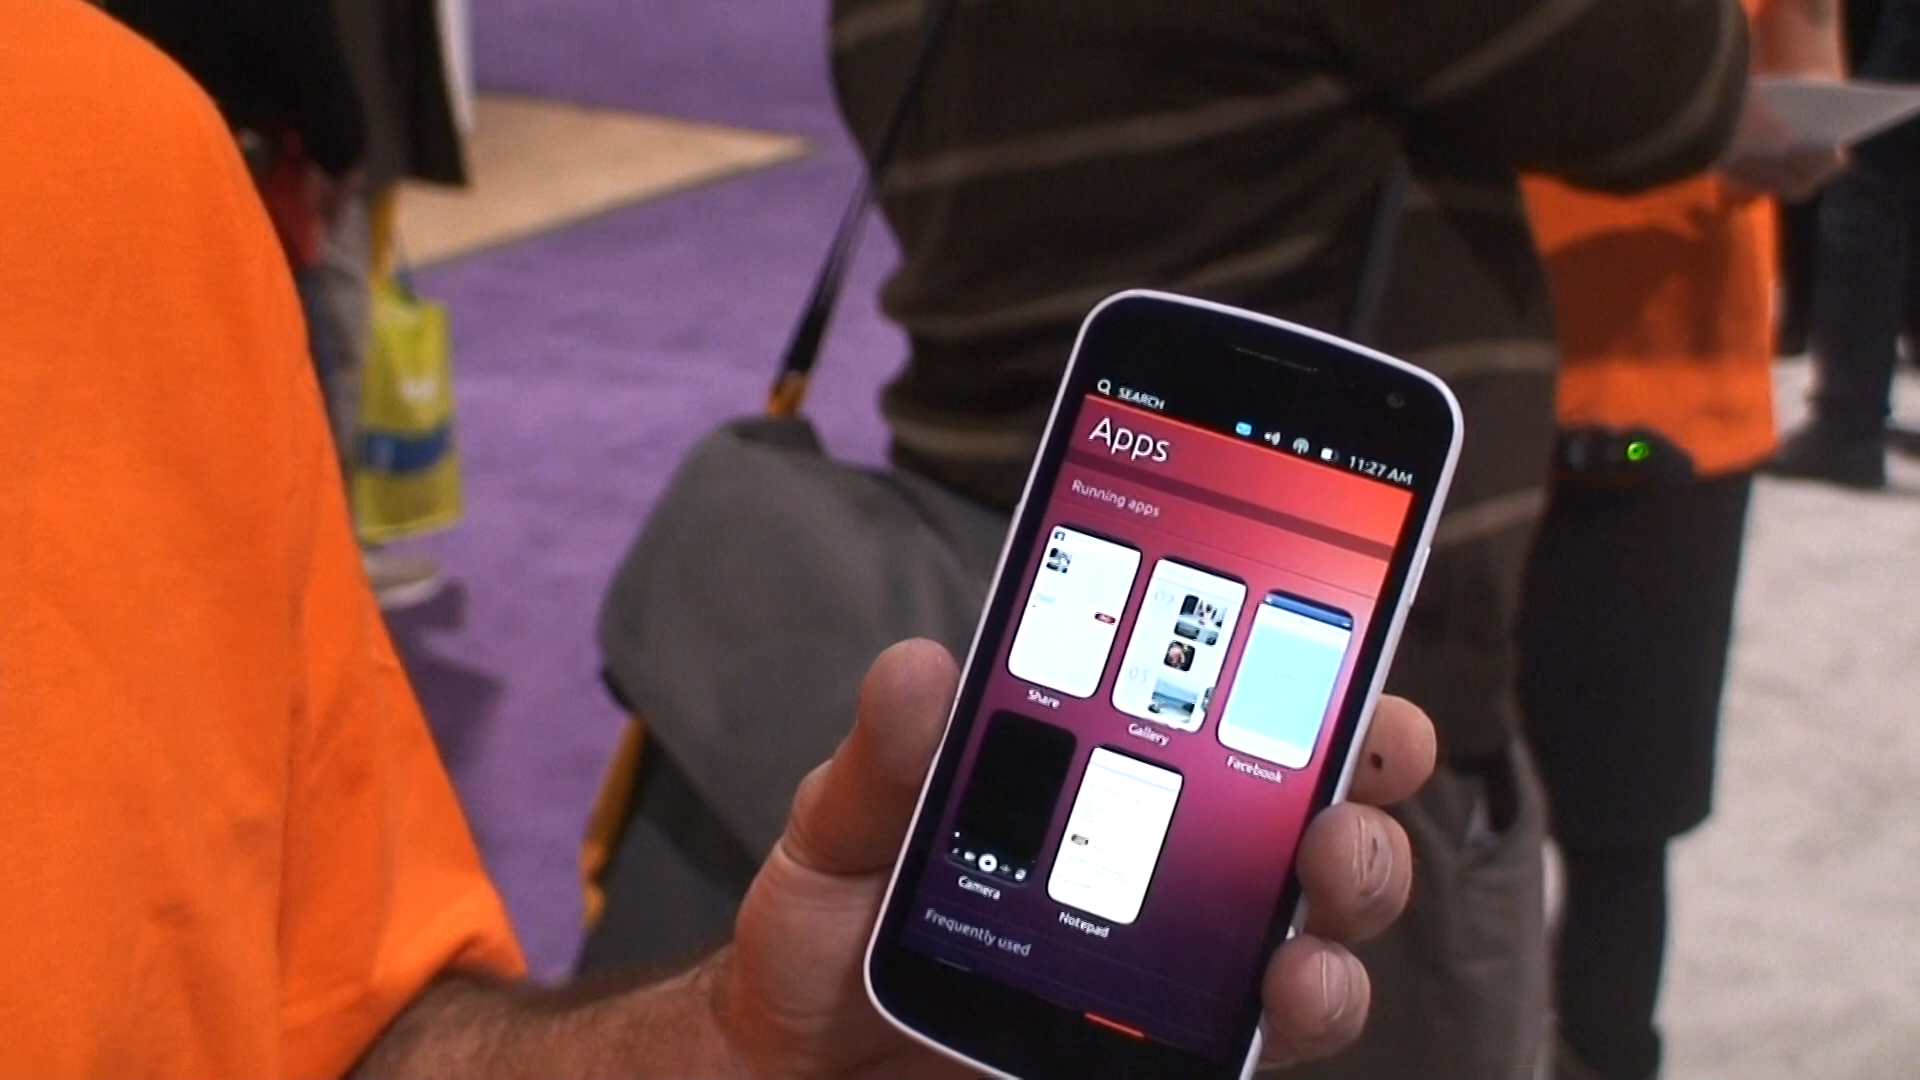 SEARCH
11:27 AM
Apps
Running apps
Share
Gallery
Facebook
Camera
Notepad
Frequently used